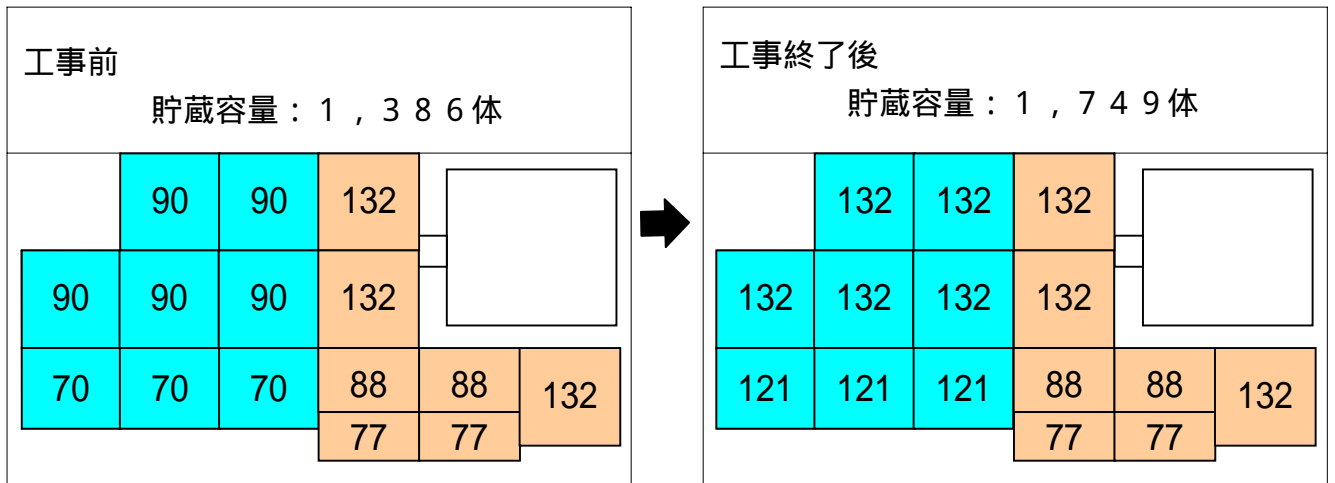 工事前
貯蔵容量：１，３８６体
90 90 132
90 90 90 132
70 70 70 88 88 132
77 77
工事終了後
貯蔵容量：１，７４９体
132 132 132
132 132 132 132
121 121 121 88 88 132
77 77